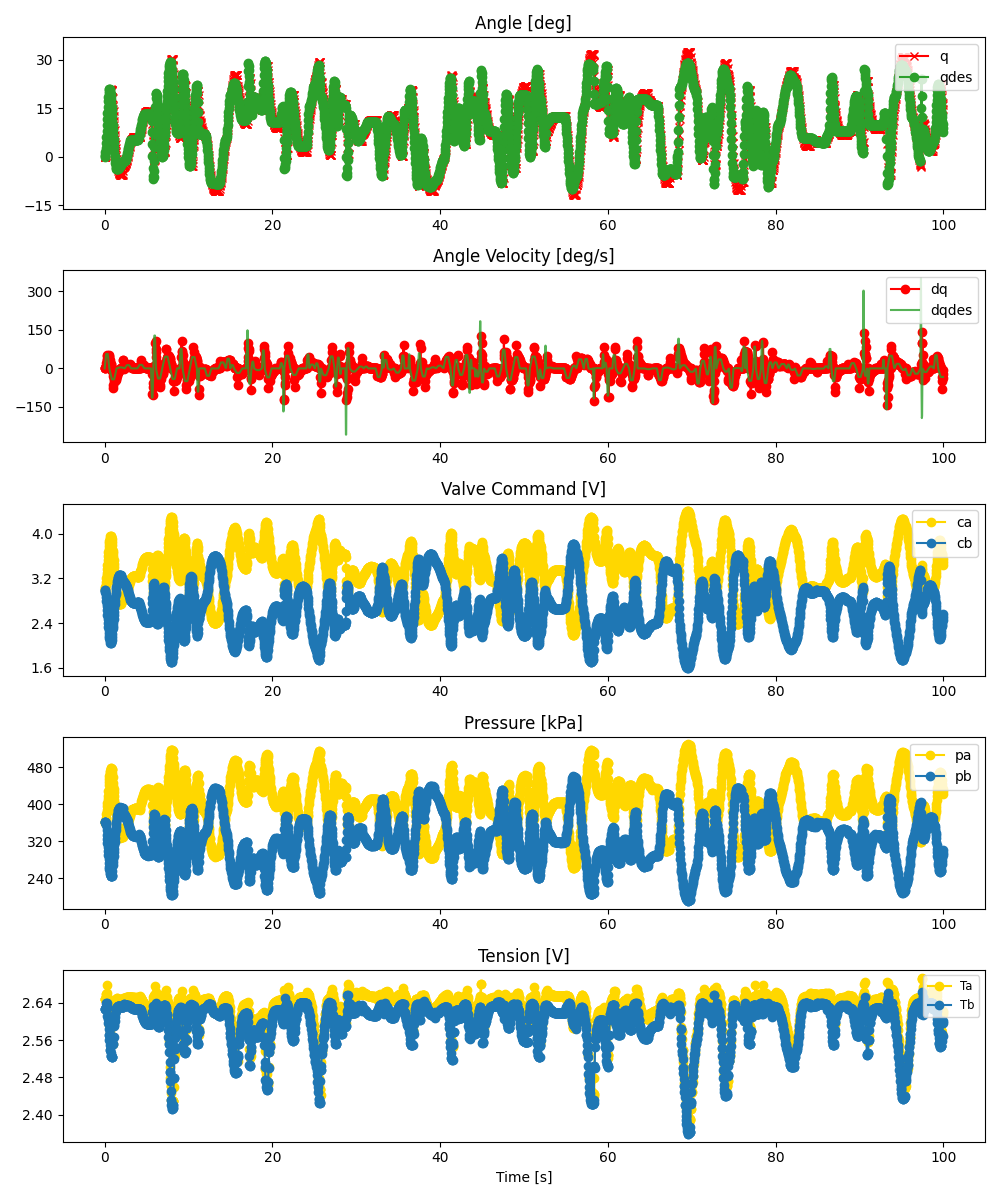 Angle [deg]
30
15
0
−15
q
qdes
0 20 40 60 80 100
Angle Velocity [deg/s]
300
150
0
−150
dq
dqdes
0 20 40 60 80 100
Valve Command [V]
4.0
3.2
2.4
1.6
ca
cb
0 20 40 60 80 100
Pressure [kPa]
480
400
320
240
pa
pb
0 20 40 60 80 100
Tension [V]
2.64
2.56
2.48
2.40
Ta
Tb
0 20 40 60 80 100
Time [s]